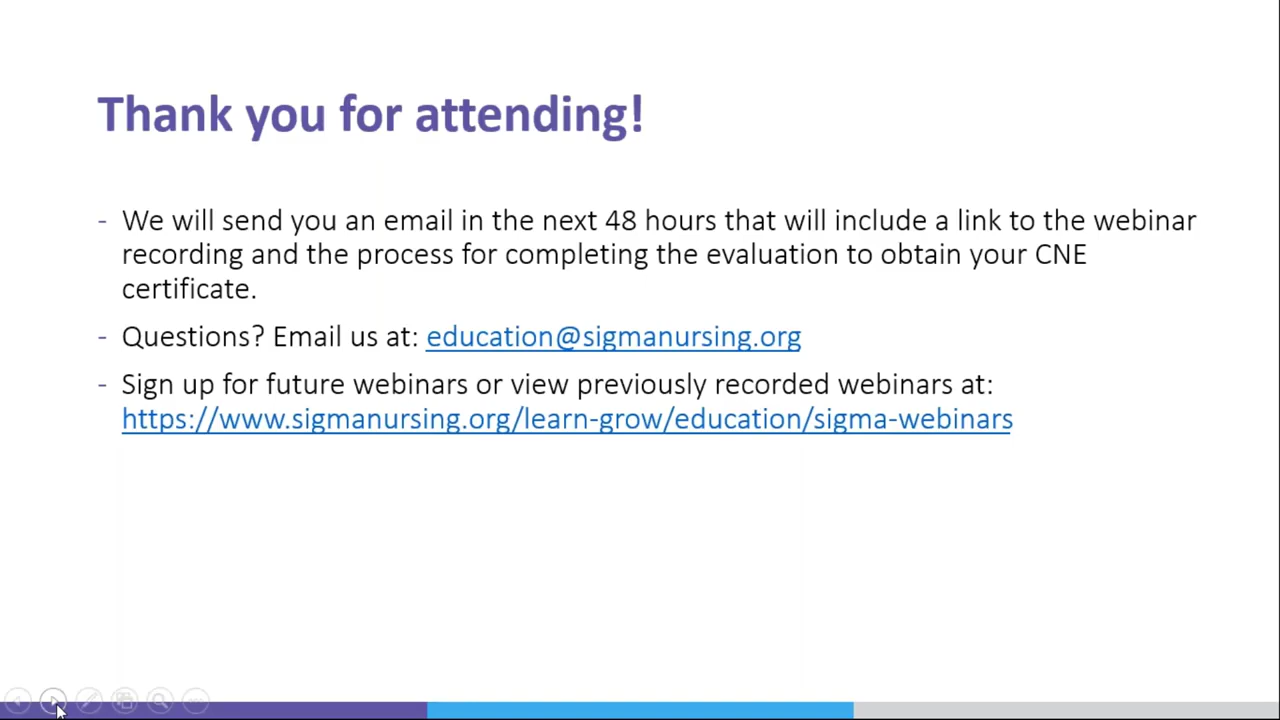 Thank you for attending!
- We will send you an email in the next 48 hours that will include a link to the webinar
recording and the process for completing the evaluation to obtain your CNE
certificate.
- Questions? Email us at: education@sigmanursing.org
- Sign up for future webinars or view previously recorded webinars at:
https://www.sigmanursing.org/learn-grow/education/sigma-webinars